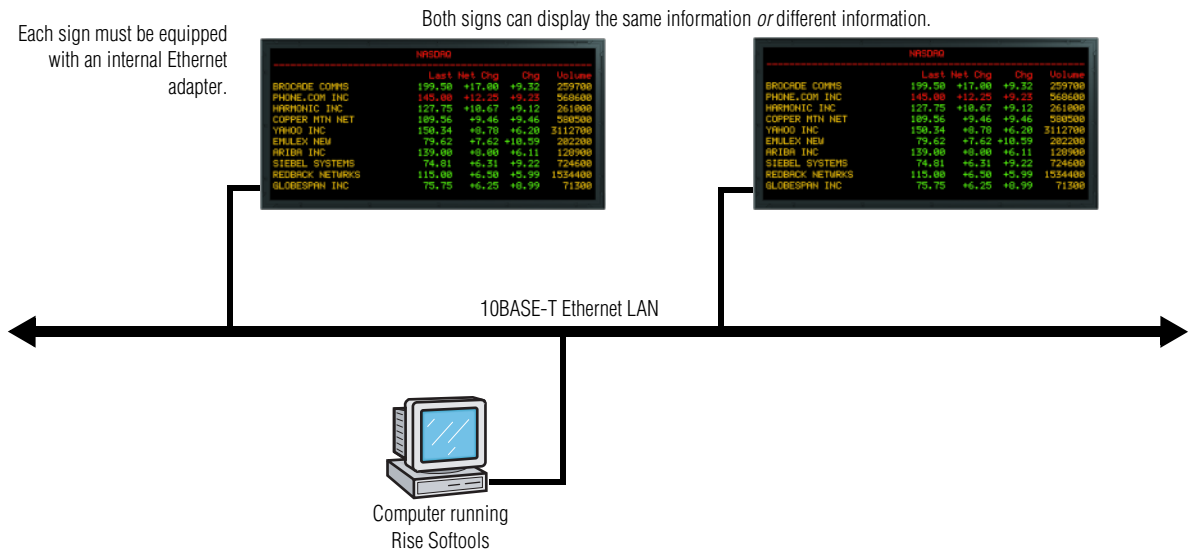 Both signs can display the same information or different information.
Each sign must be equipped
with an internal Ethernet
adapter.
NASDAQ
Last Net Chg Chg Volume
BROCADE COMMS 199.50 +17.00 +9.32 259700
PHONE.COM INC 145.00 +12.25 +9.23 568600
HARMONIC INC 127.75 +10.67 +9.12 261000
COPPER MTN NET 109.56 +9.46 +9.46 580500
YAHOO INC 150.34 +8.78 +6.20 3112700
EMULEX NEW 79.62 +7.62 +10.59 202200
ARIBA INC 139.00 +8.00 +6.11 128900
SIEBEL SYSTEMS 74.81 +6.31 +9.22 724600
REDBACK NETWRKS 115.00 +6.50 +5.99 1534400
GLOBESPAN INC 75.75 +6.25 +8.99 71300
NASDAQ
Last Net Chg Chg Volume
BROCADE COMMS 199.50 +17.00 +9.32 259700
PHONE.COM INC 145.00 +12.25 +9.23 568600
HARMONIC INC 127.75 +10.67 +9.12 261000
COPPER MTN NET 109.56 +9.46 +9.46 580500
YAHOO INC 150.34 +8.78 +6.20 3112700
EMULEX NEW 79.62 +7.62 +10.59 202200
ARIBA INC 139.00 +8.00 +6.11 128900
SIEBEL SYSTEMS 74.81 +6.31 +9.22 724600
REDBACK NETWRKS 115.00 +6.50 +5.99 1534400
GLOBESPAN INC 75.75 +6.25 +8.99 71300
10BASE-T Ethernet LAN
Computer running
Rise Softools